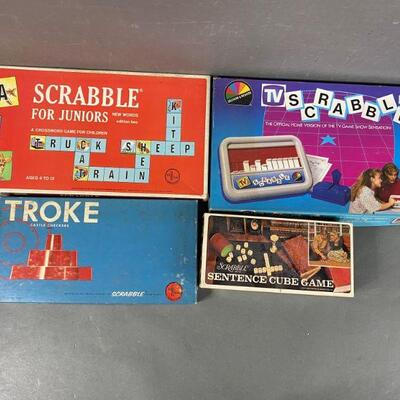 SCRABBLE®
FOR JUNIORS
NEW WORDS
edition two
A CROSSWORD GAME FOR CHILDREN
KIT
TRUCK SHEEP
TRAIN
AGES 6 TO 12
TV SCRABBLE
THE OFFICIAL HOME VERSION OF THE TV GAME SHOW SENSATION!
TROKE
CASTLE CHECKERS
SCRABBLE
SCRABBLE
SENTENCE CUBE GAME